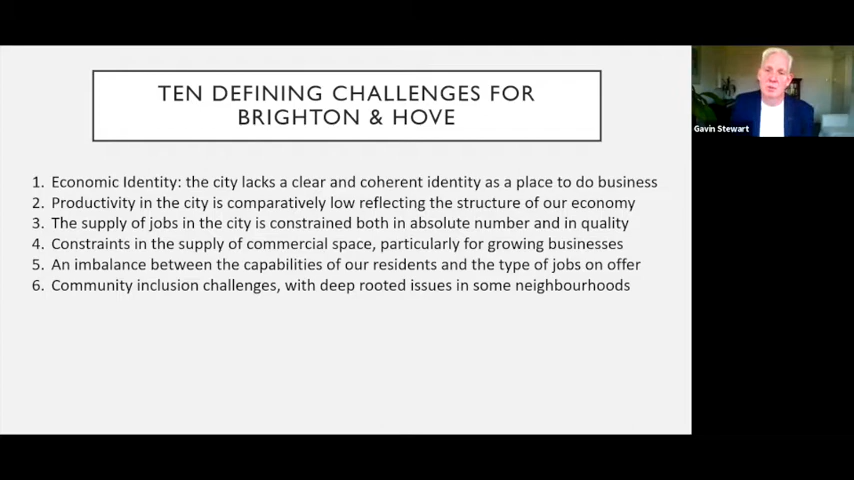 TEN DEFINING CHALLENGES FOR
BRIGHTON & HOVE
1. Economic Identity: the city lacks a clear and coherent identity as a place to do business
2. Productivity in the city is comparatively low reflecting the structure of our economy
3. The supply of jobs in the city is constrained both in absolute number and in quality
4. Constraints in the supply of commercial space, particularly for growing businesses
5. An imbalance between the capabilities of our residents and the type of jobs on offer
6. Community inclusion challenges, with deep rooted issues in some neighbourhoods
Gavin Stewart